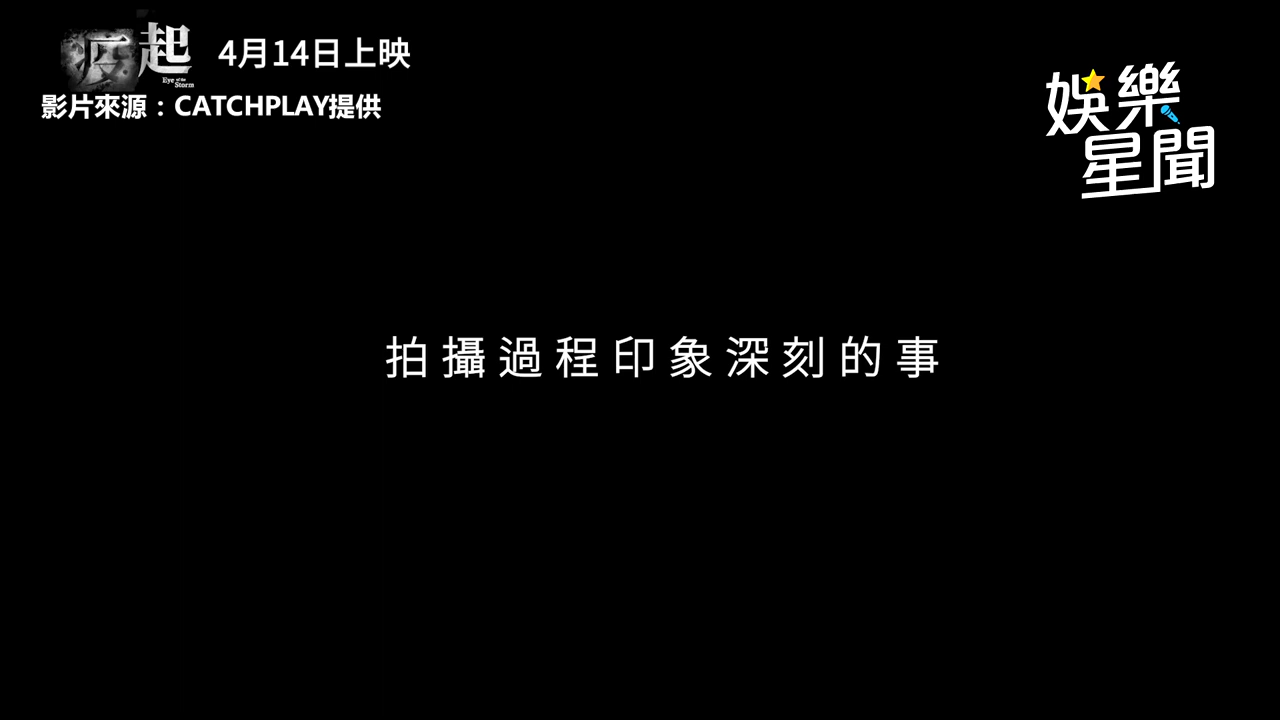 疫起 4月14日上映
Eye of the Storm
影片來源：CATCHPLAY提供
娛樂星聞
拍攝過程印象深刻的事